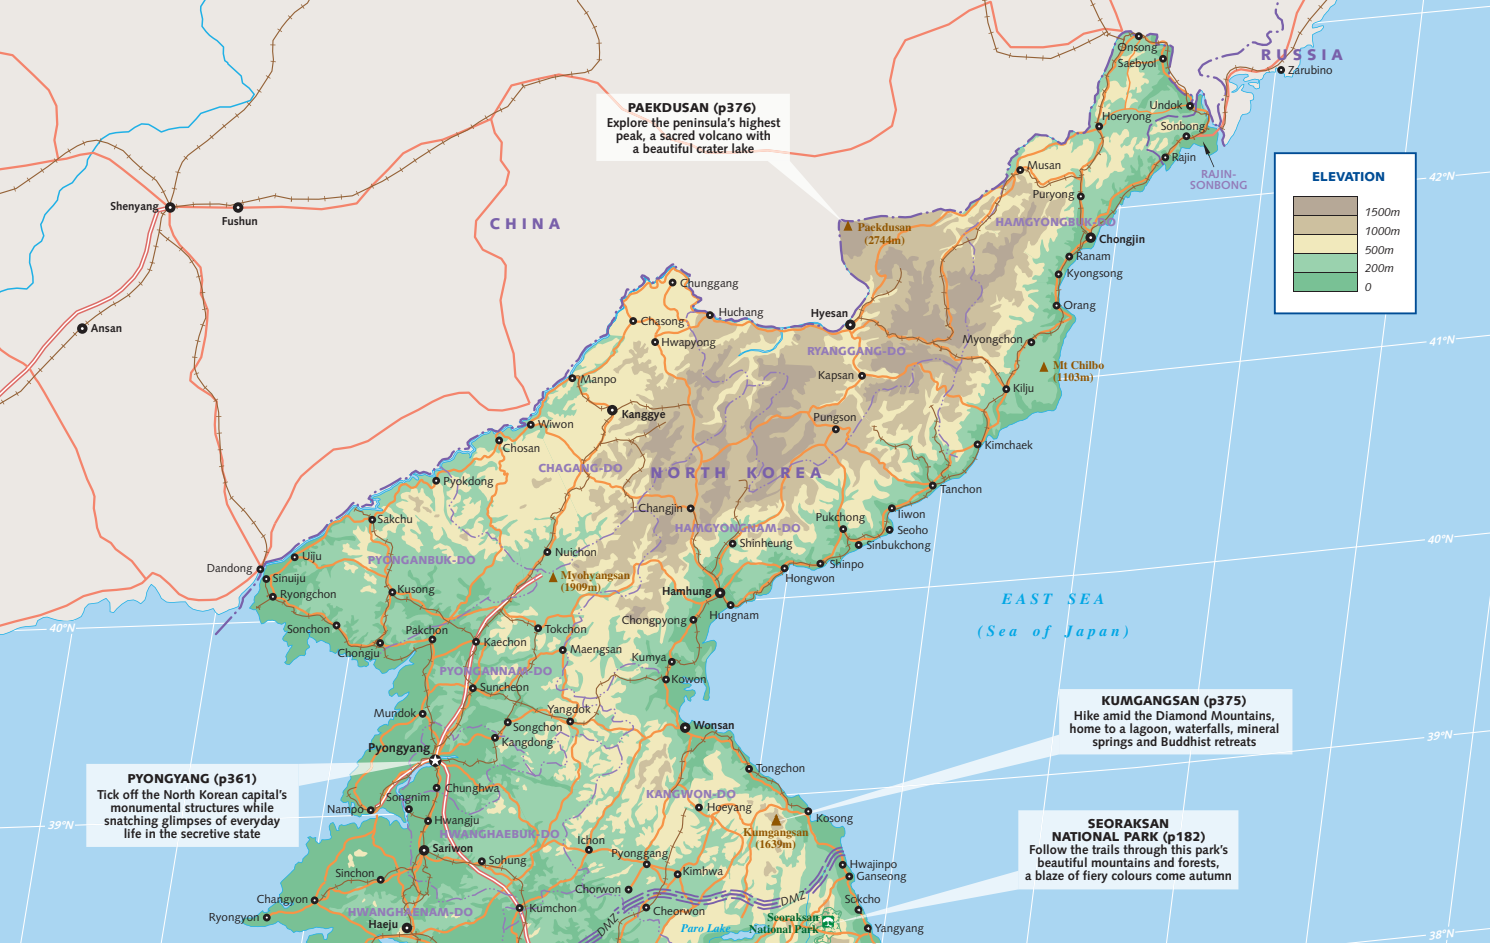 Onsong
Saebyol
RUSSIA
Zarubino
PAEKDUSAN (p376)
Explore the peninsula's highest
peak, a sacred volcano with
a beautiful crater lake
Undok
Hoeryong
Sonbong
Rajin
RAJIN-
SONBONG
Musan
Puryong
ELEVATION
1500m
1000m
500m
200m
0
42°N
Shenyang
Fushun
CHINA
Paekdusan
(2744m)
HAMGYONGBUK-DO
Chongjin
Ranam
Kyongsong
Chunggang
Orang
Huchang
Hyesan
Chasong
Ansan
Hwapyong
Myongchon
41°N
RYANGGANG-DO
Mt Chilbo
(1103m)
Manpo
Kapsan
Kilju
Kanggye
Pungson
Wiwon
Chosan
Kimchaek
CHAGANG-DO
NORTH KOREA
Pyokdong
Tanchon
Changjin
Iiwon
Sakchu
Pukchong
HAMGYONGNAM-DO
Seoho
Shinheung
Sinbukchong
40°N
Uiju
PYONGANBUK-DO
Nuichon
Dandong
Shinpo
Sinuiju
Myohyangsan
(1909m)
Hongwon
Ryongchon
Kusong
Hamhung
EAST SEA
(Sea of Japan)
Hungnam
40°N
Sonchon
Pakchon
Tokchon
Chongpyong
Chongju
Kaechon
Maengsan
Kumya
PYONGANNAM-DO
Kowon
Suncheon
KUMGANGSAN (p375)
Hike amid the Diamond Mountains,
home to a lagoon, waterfalls, mineral
springs and Buddhist retreats
Mundok
Yangdok
Songchon
Wonsan
39°N
Kangdong
Pyongyang
PYONGYANG (p361)
Tick off the North Korean capital's
monumental structures while
snatching glimpses of everyday
life in the secretive state
Tongchon
Chunghwa
KANGWON-DO
Songnim
Nampo
Hoeyang
39°N
Hwangju
Kosong
HWANGHAEBUK-DO
Kumgangsan
(1639m)
SEORAKSAN
NATIONAL PARK (p182)
Follow the trails through this park's
beautiful mountains and forests,
a blaze of fiery colours come autumn
Ichon
Sariwon
Pyonggang
Sohung
Hwajinpo
Sinchon
Kimhwa
Ganseong
Chorwon
Changyon
DMZ
Sokcho
Kumchon
Cheorwon
Ryongyon
HWANGHAENAM-DO
DMZ
Seoraksan
National Park
Haeju
Paro Lake
Yangyang
38°N